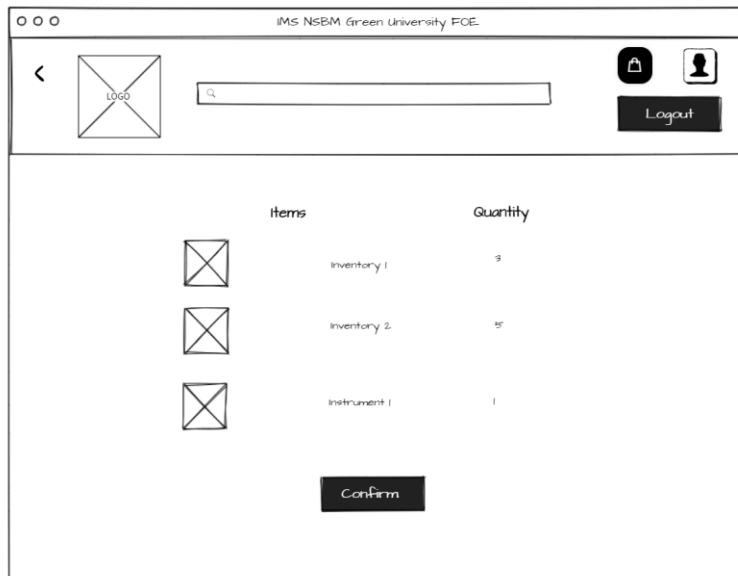 IMS NSBM Green University FOE
LOGO
Logout
Items Quantity
Inventory 1 3
Inventory 2 5
Instrument 1 1
Confirm